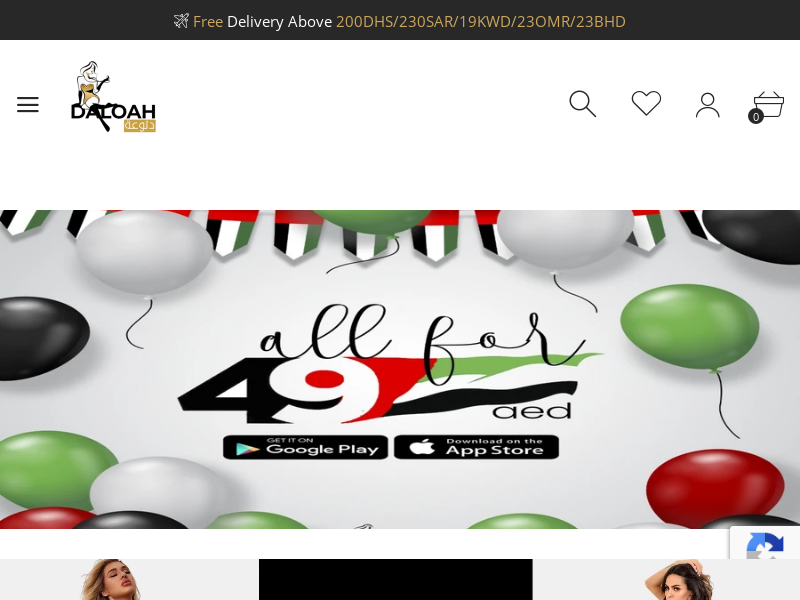 Free Delivery Above 200DHS/230SAR/19KWD/23OMR/23BHD
DALOAH
دلوعة
0
all for
49
aed
GET IT ON
Google Play
Download on the
App Store